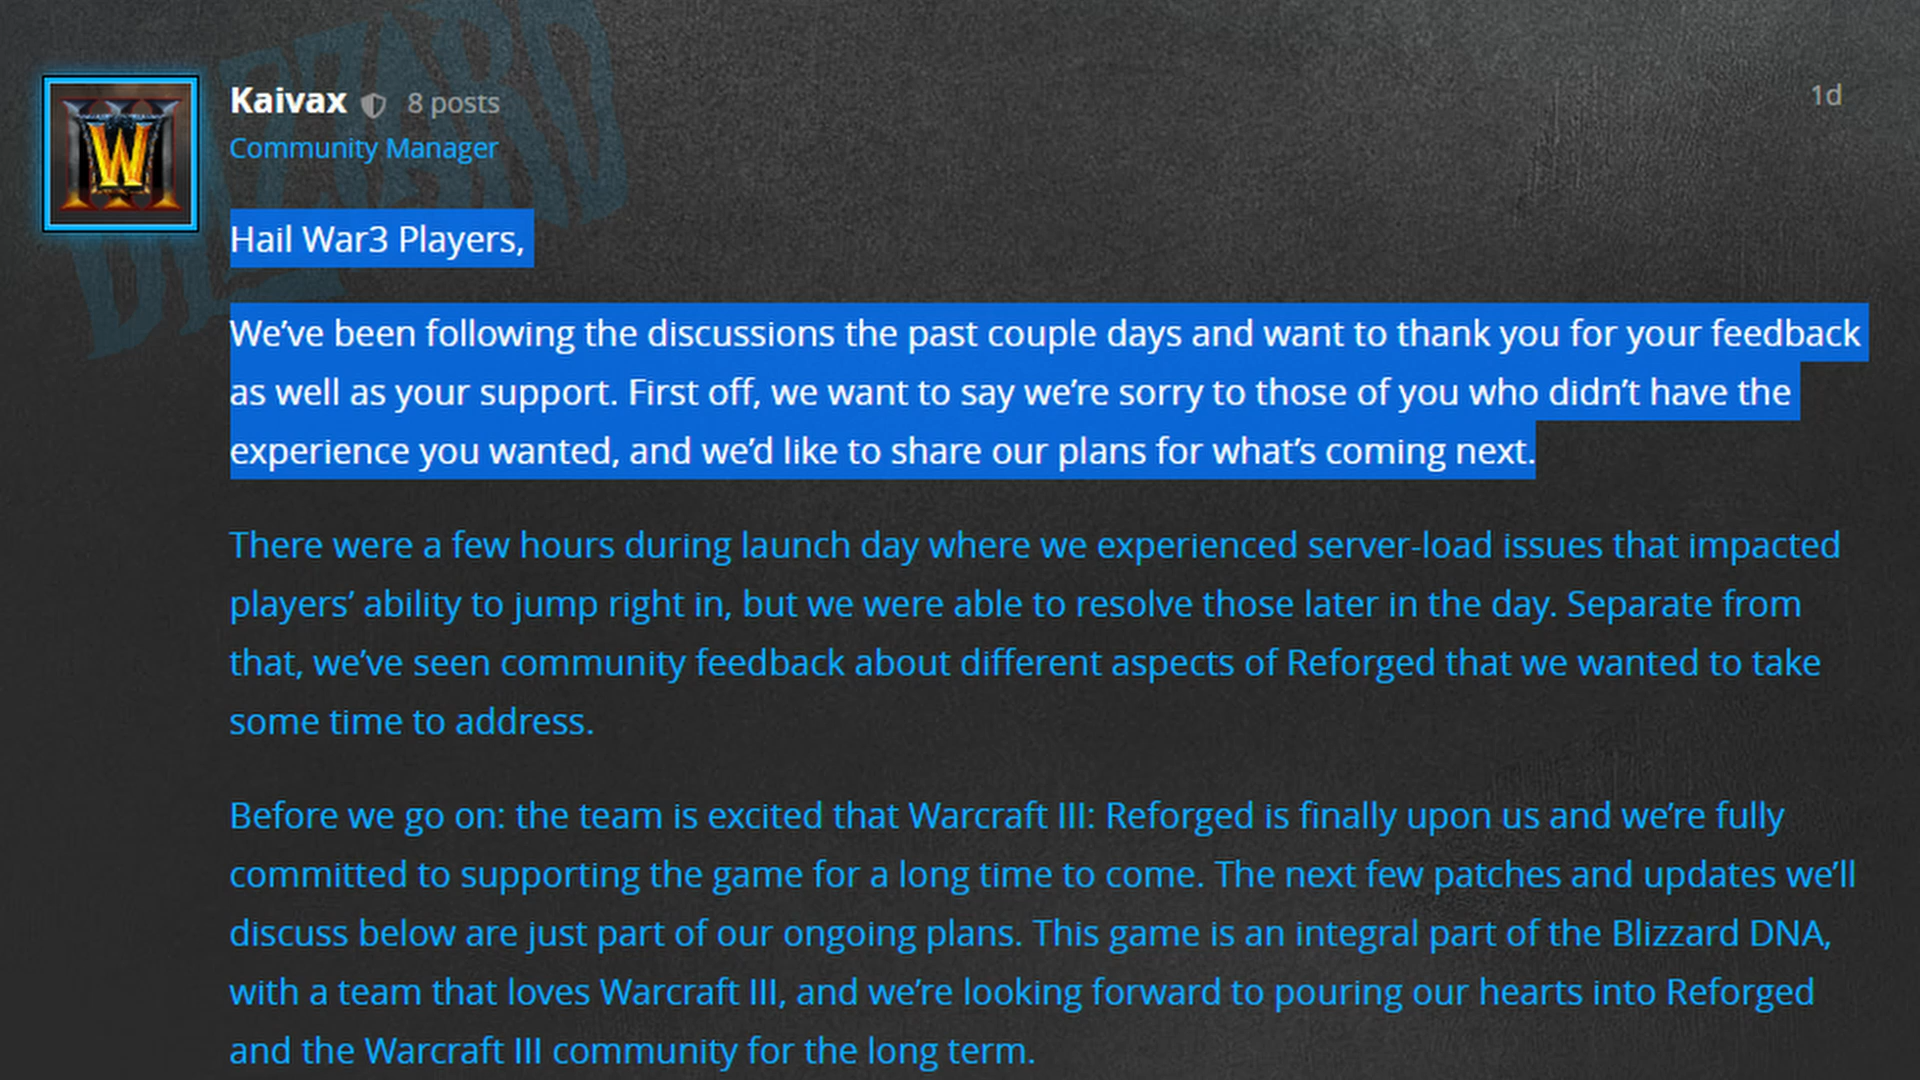 BLIZZARD
W
Kaivax 8 posts 1d
Community Manager
Hail War3 Players,
We’ve been following the discussions the past couple days and want to thank you for your feedback
as well as your support. First off, we want to say we’re sorry to those of you who didn’t have the
experience you wanted, and we’d like to share our plans for what’s coming next.
There were a few hours during launch day where we experienced server-load issues that impacted
players’ ability to jump right in, but we were able to resolve those later in the day. Separate from
that, we’ve seen community feedback about different aspects of Reforged that we wanted to take
some time to address.
Before we go on: the team is excited that Warcraft III: Reforged is finally upon us and we’re fully
committed to supporting the game for a long time to come. The next few patches and updates we’ll
discuss below are just part of our ongoing plans. This game is an integral part of the Blizzard DNA,
with a team that loves Warcraft III, and we’re looking forward to pouring our hearts into Reforged
and the Warcraft III community for the long term.